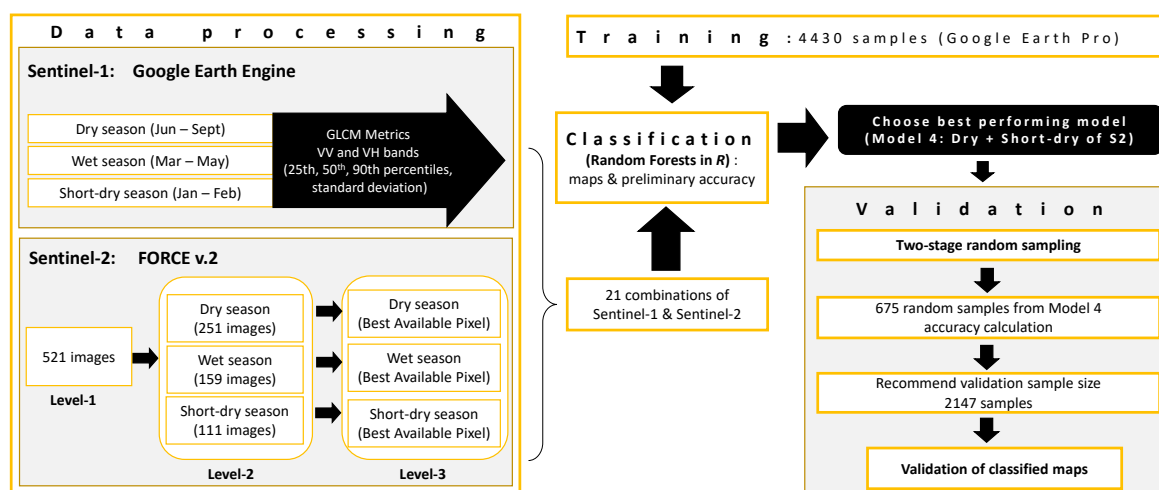 Data processing
Sentinel-1: Google Earth Engine
Dry season (Jun – Sept)
Wet season (Mar – May)
Short-dry season (Jan – Feb)
GLCM Metrics
VV and VH bands
(25th, 50th, 90th percentiles,
standard deviation)
Sentinel-2: FORCE v.2
521 images
Level-1
Dry season
(251 images)
Wet season
(159 images)
Short-dry season
(111 images)
Level-2
Dry season
(Best Available Pixel)
Wet season
(Best Available Pixel)
Short-dry season
(Best Available Pixel)
Level-3
Training: 4430 samples (Google Earth Pro)
Classification
(Random Forests in R) :
maps & preliminary accuracy
21 combinations of
Sentinel-1 & Sentinel-2
Choose best performing model
(Model 4: Dry + Short-dry of S2)
Validation
Two-stage random sampling
675 random samples from Model 4
accuracy calculation
Recommend validation sample size
2147 samples
Validation of classified maps